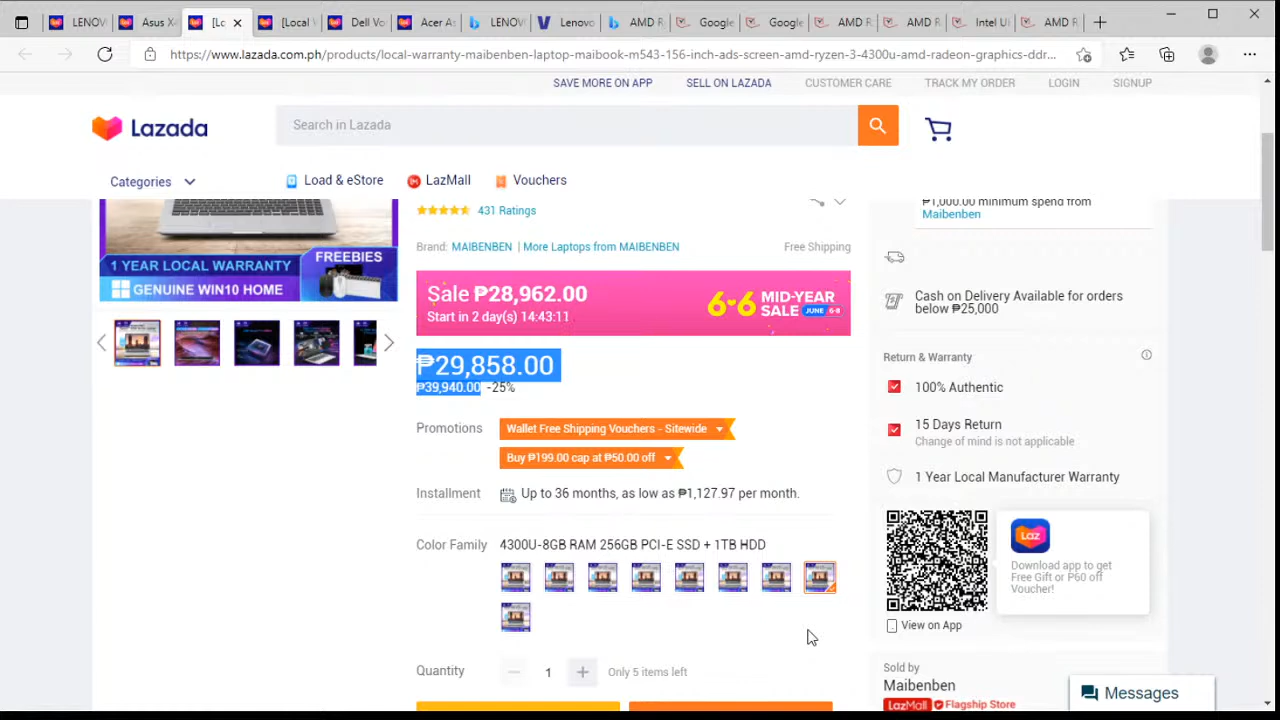 LENOV
Asus X
[Lo
[Local
Dell Vo
Acer As
LENOV
Lenovo
AMD R
Google
Google
AMD R
AMD R
Intel U
AMD R
https://www.lazada.com.ph/products/local-warranty-maibenben-laptop-maibook-m543-156-inch-ads-screen-amd-ryzen-3-4300u-amd-radeon-graphics-ddr...
SAVE MORE ON APP SELL ON LAZADA CUSTOMER CARE TRACK MY ORDER LOGIN SIGNUP
Lazada
Search in Lazada
Categories Load & eStore LazMall Vouchers
431 Ratings
Brand: MAIBENBEN | More Laptops from MAIBENBEN
Free Shipping
1 YEAR LOCAL WARRANTY
GENUINE WIN10 HOME
FREEBIES
Sale ₱28,962.00
Start in 2 day(s) 14:43:11
6·6 MID-YEAR
SALE JUNE 6-8
₱29,858.00
₱39,940.00 -25%
Promotions Wallet Free Shipping Vouchers - Sitewide
Buy ₱199.00 cap at ₱50.00 off
Installment Up to 36 months, as low as ₱1,127.97 per month.
Color Family 4300U-8GB RAM 256GB PCI-E SSD + 1TB HDD
Quantity 1 Only 5 items left
₱1,000.00 minimum spend from
Maibenben
Cash on Delivery Available for orders
below ₱25,000
Return & Warranty
100% Authentic
15 Days Return
Change of mind is not applicable
1 Year Local Manufacturer Warranty
Laz
Download app to get
Free Gift or P60 off
Voucher!
View on App
Sold by
Maibenben
LazMall Flagship Store
Messages